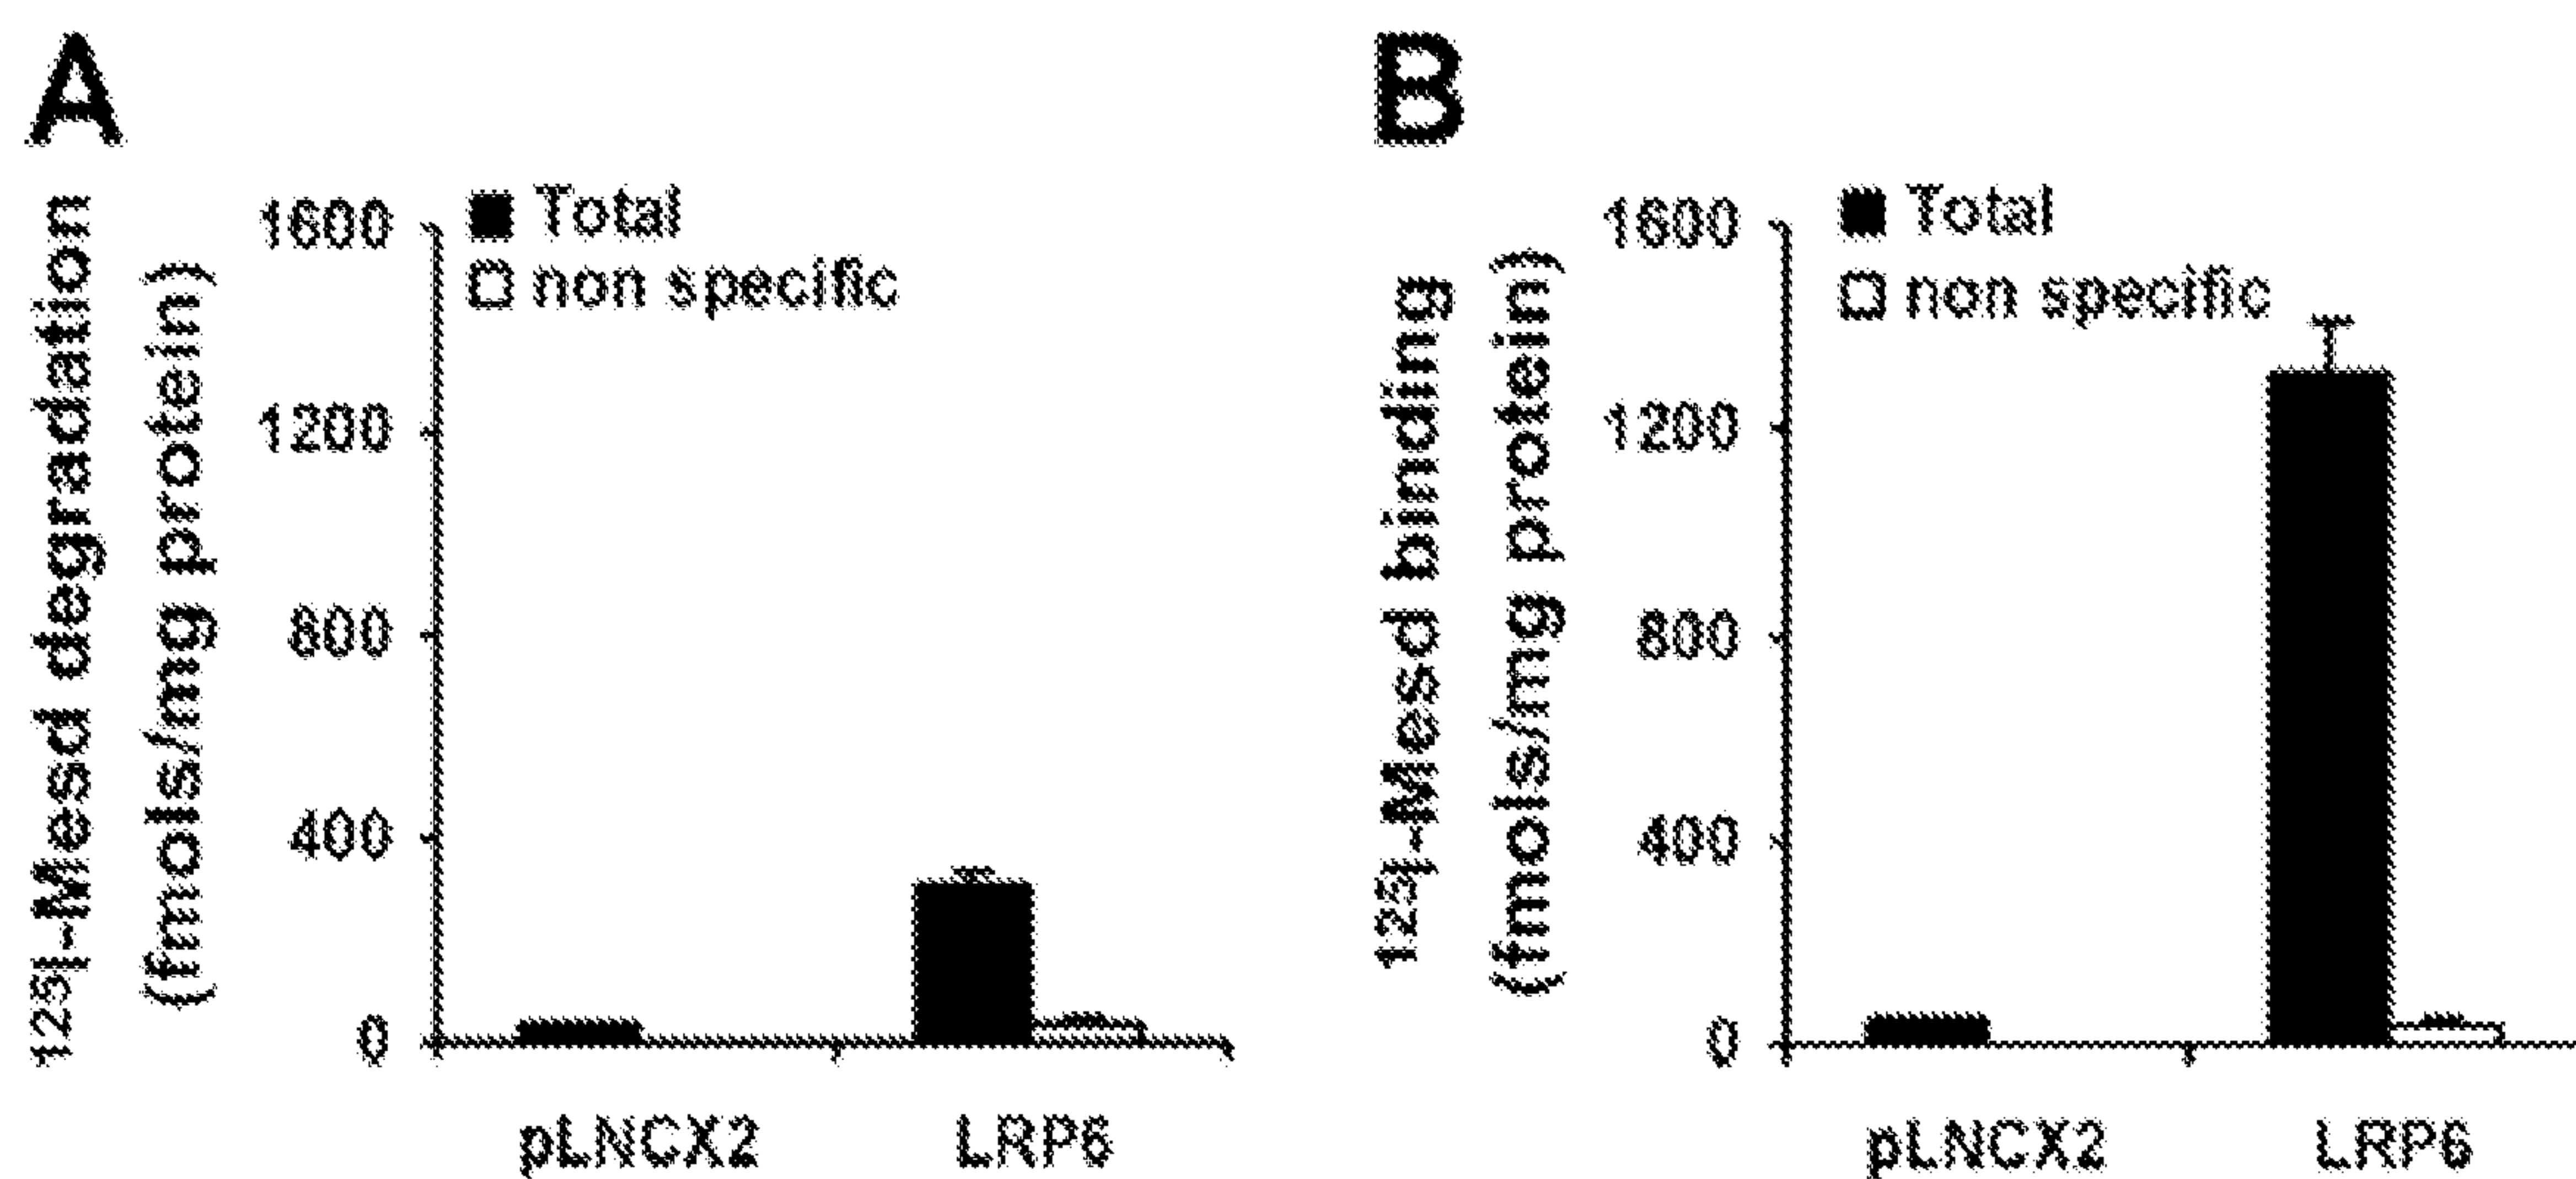 A
¹²⁵I-Mesd degradation
(fmols/mg protein)
1600
1200
800
400
0
Total
non specific
pLNCX2
LRP6
B
¹²⁵I-Mesd binding
(fmols/mg protein)
1600
1200
800
400
0
Total
non specific
pLNCX2
LRP6